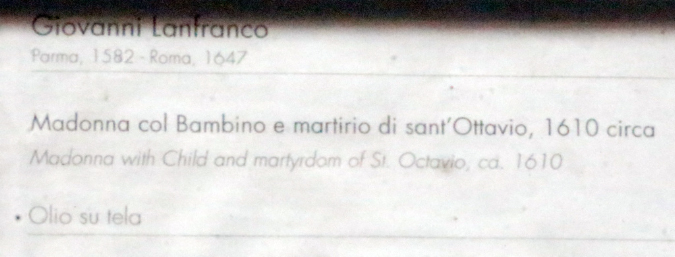 Giovanni Lanfranco
Parma, 1582 - Roma, 1647
Madonna col Bambino e martirio di sant'Ottavio, 1610 circa
Madonna with Child and martyrdom of St. Octavio, ca. 1610
Olio su tela